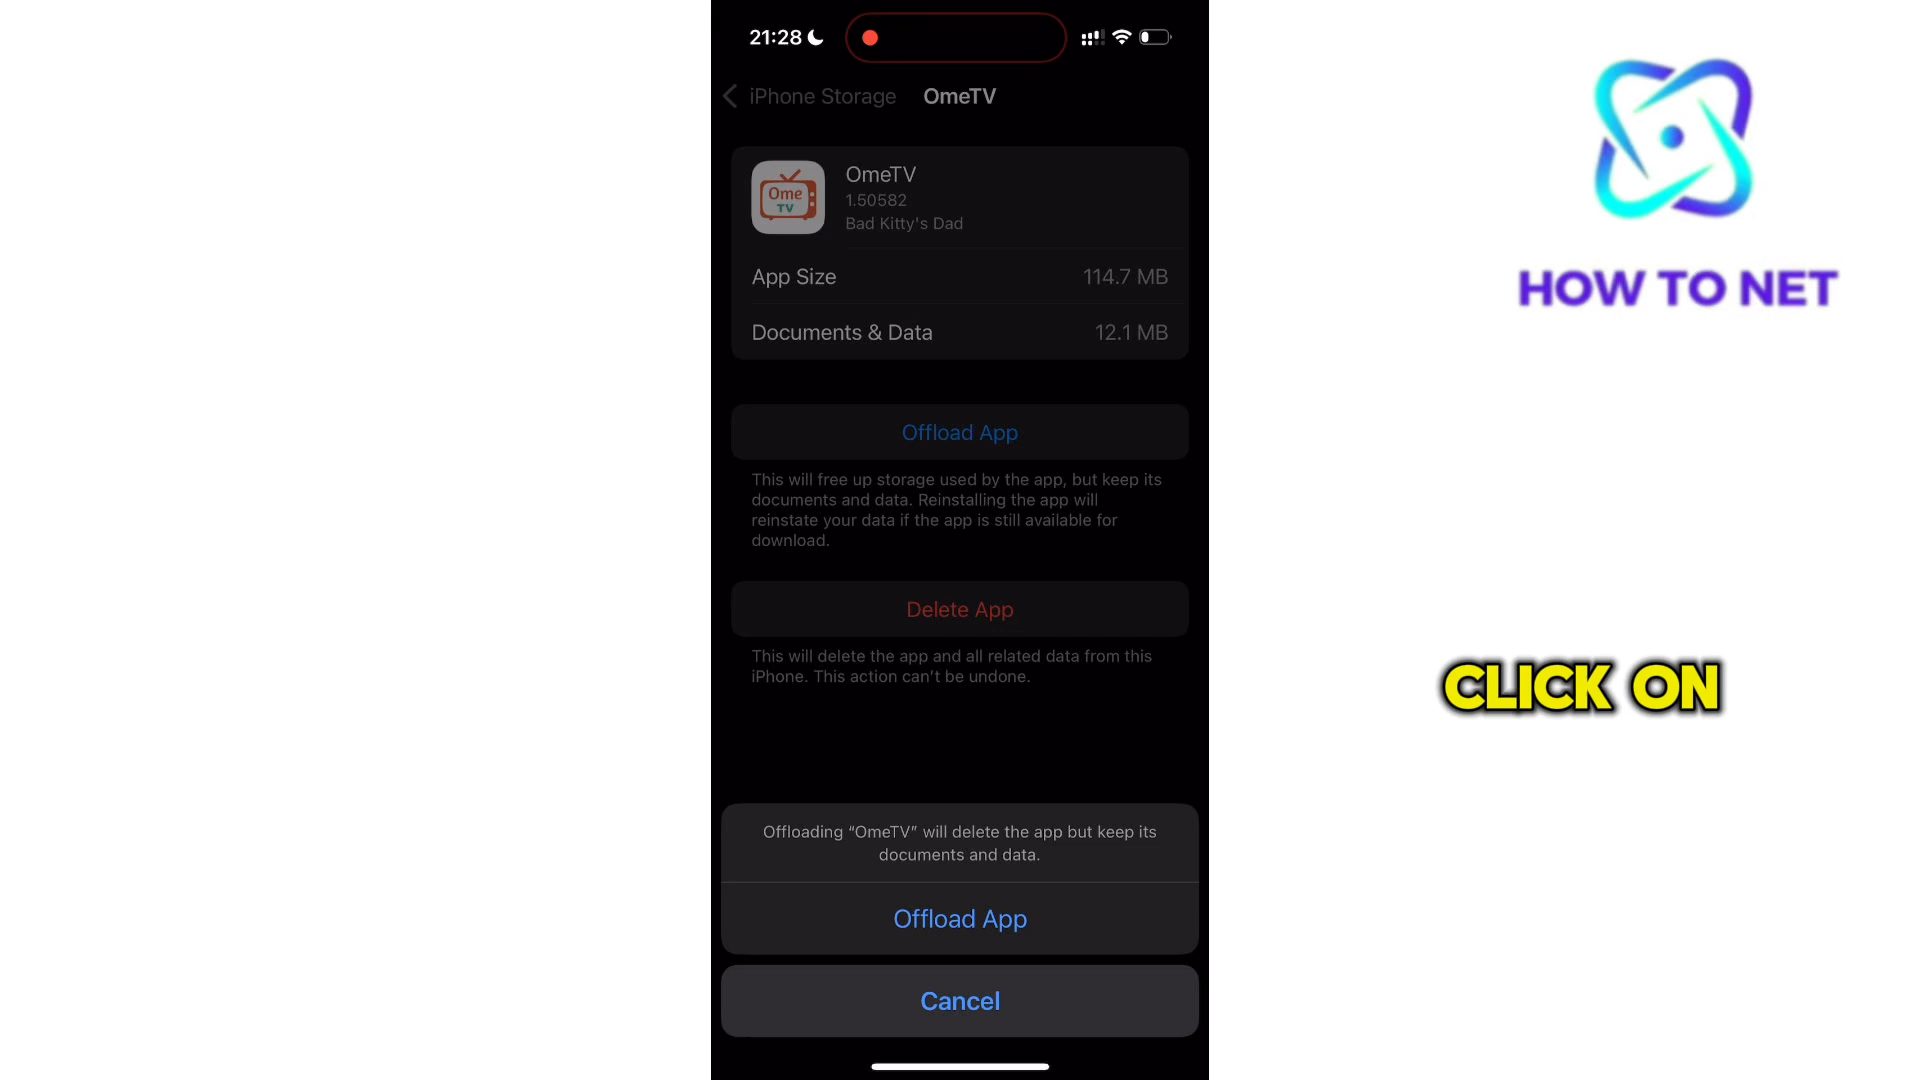 21:28
iPhone Storage OmeTV
Ome
TV
OmeTV
1.50582
Bad Kitty's Dad
App Size 114.7 MB
Documents & Data 12.1 MB
Offload App
This will free up storage used by the app, but keep its
documents and data. Reinstalling the app will
reinstate your data if the app is still available for
download.
Delete App
This will delete the app and all related data from this
iPhone. This action can't be undone.
Offloading “OmeTV” will delete the app but keep its
documents and data.
Offload App
Cancel
HOW TO NET
CLICK ON